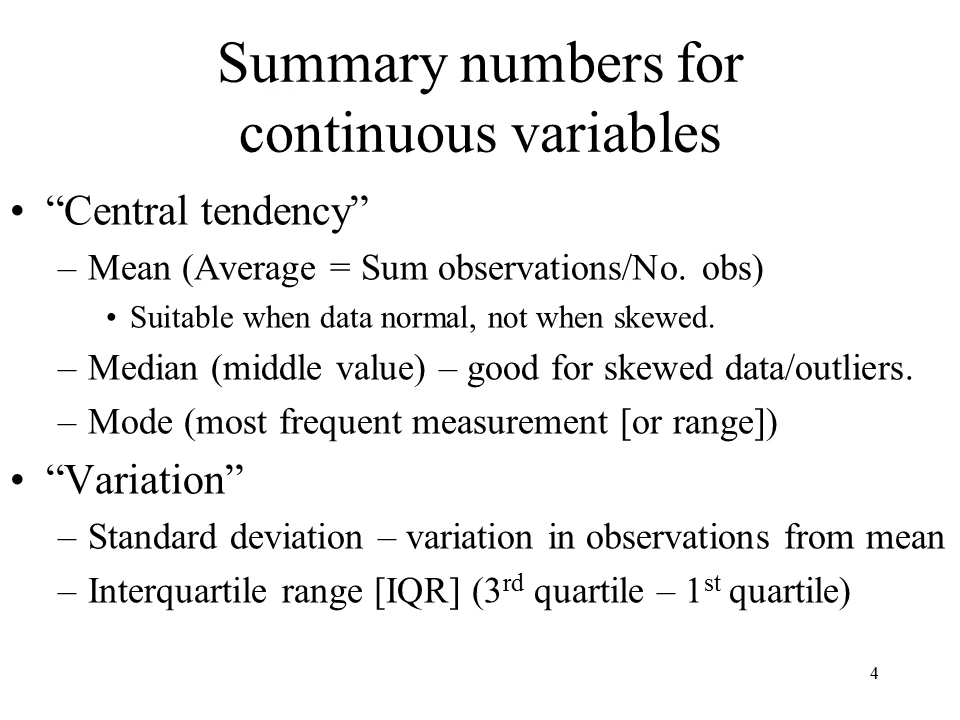 Summary numbers for
continuous variables
• “Central tendency”
– Mean (Average = Sum observations/No. obs)
• Suitable when data normal, not when skewed.
– Median (middle value) – good for skewed data/outliers.
– Mode (most frequent measurement [or range])
• “Variation”
– Standard deviation – variation in observations from mean
– Interquartile range [IQR] (3rd quartile – 1st quartile)
4